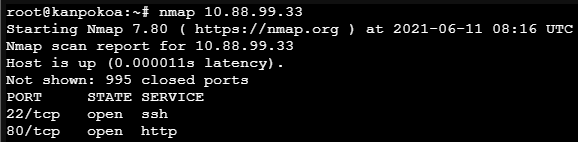 root@kanpokoa:~# nmap 10.88.99.33
Starting Nmap 7.80 ( https://nmap.org ) at 2021-06-11 08:16 UTC
Nmap scan report for 10.88.99.33
Host is up (0.000011s latency).
Not shown: 995 closed ports
PORT     STATE SERVICE
22/tcp   open  ssh
80/tcp   open  http